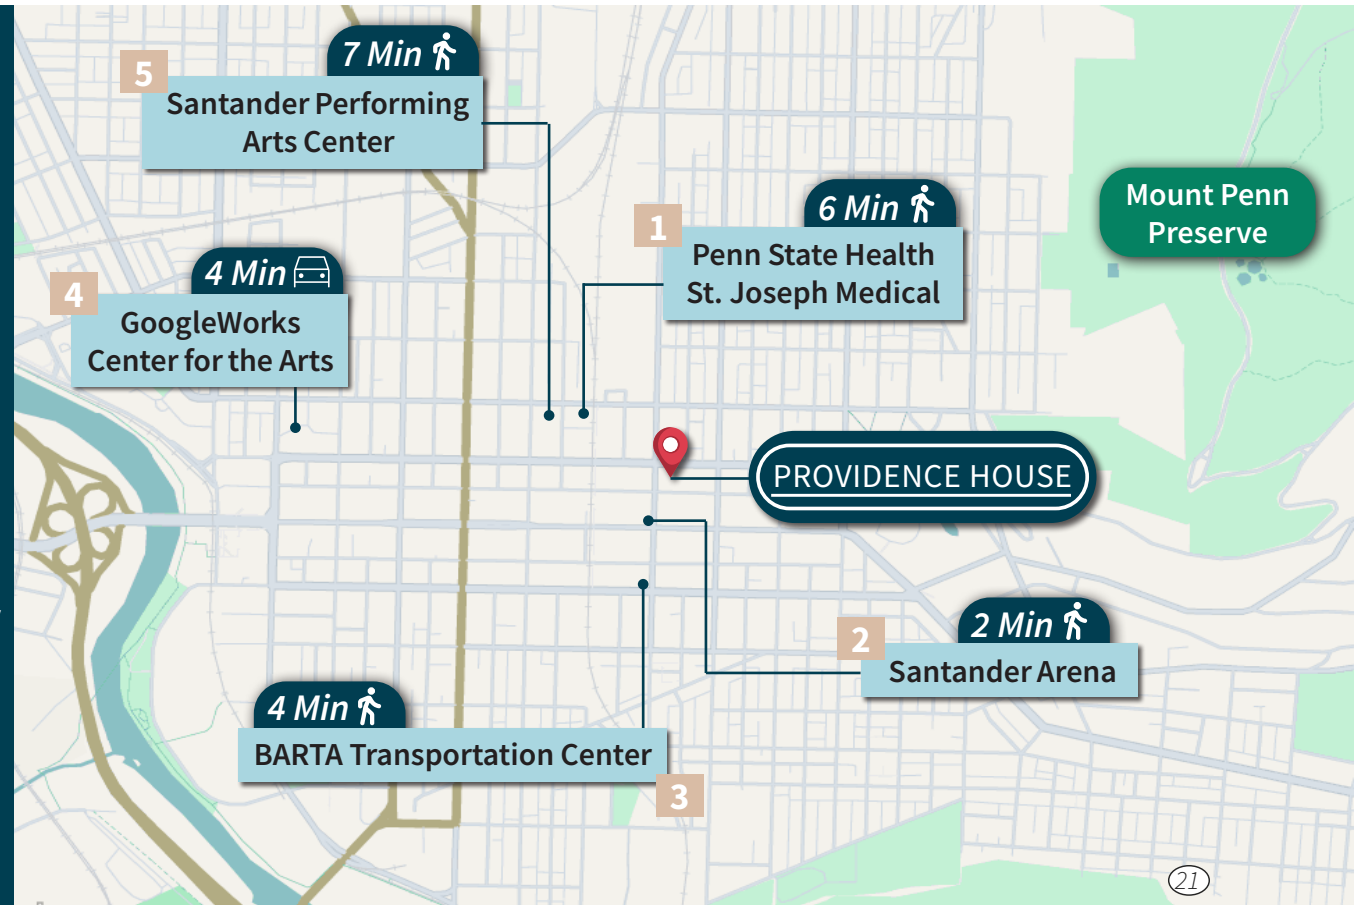 7 Min
5
Santander Performing
Arts Center
6 Min
1
Penn State Health
St. Joseph Medical
Mount Penn
Preserve
4 Min
4
GoogleWorks
Center for the Arts
PROVIDENCE HOUSE
2 Min
2
Santander Arena
4 Min
BARTA Transportation Center
3
21